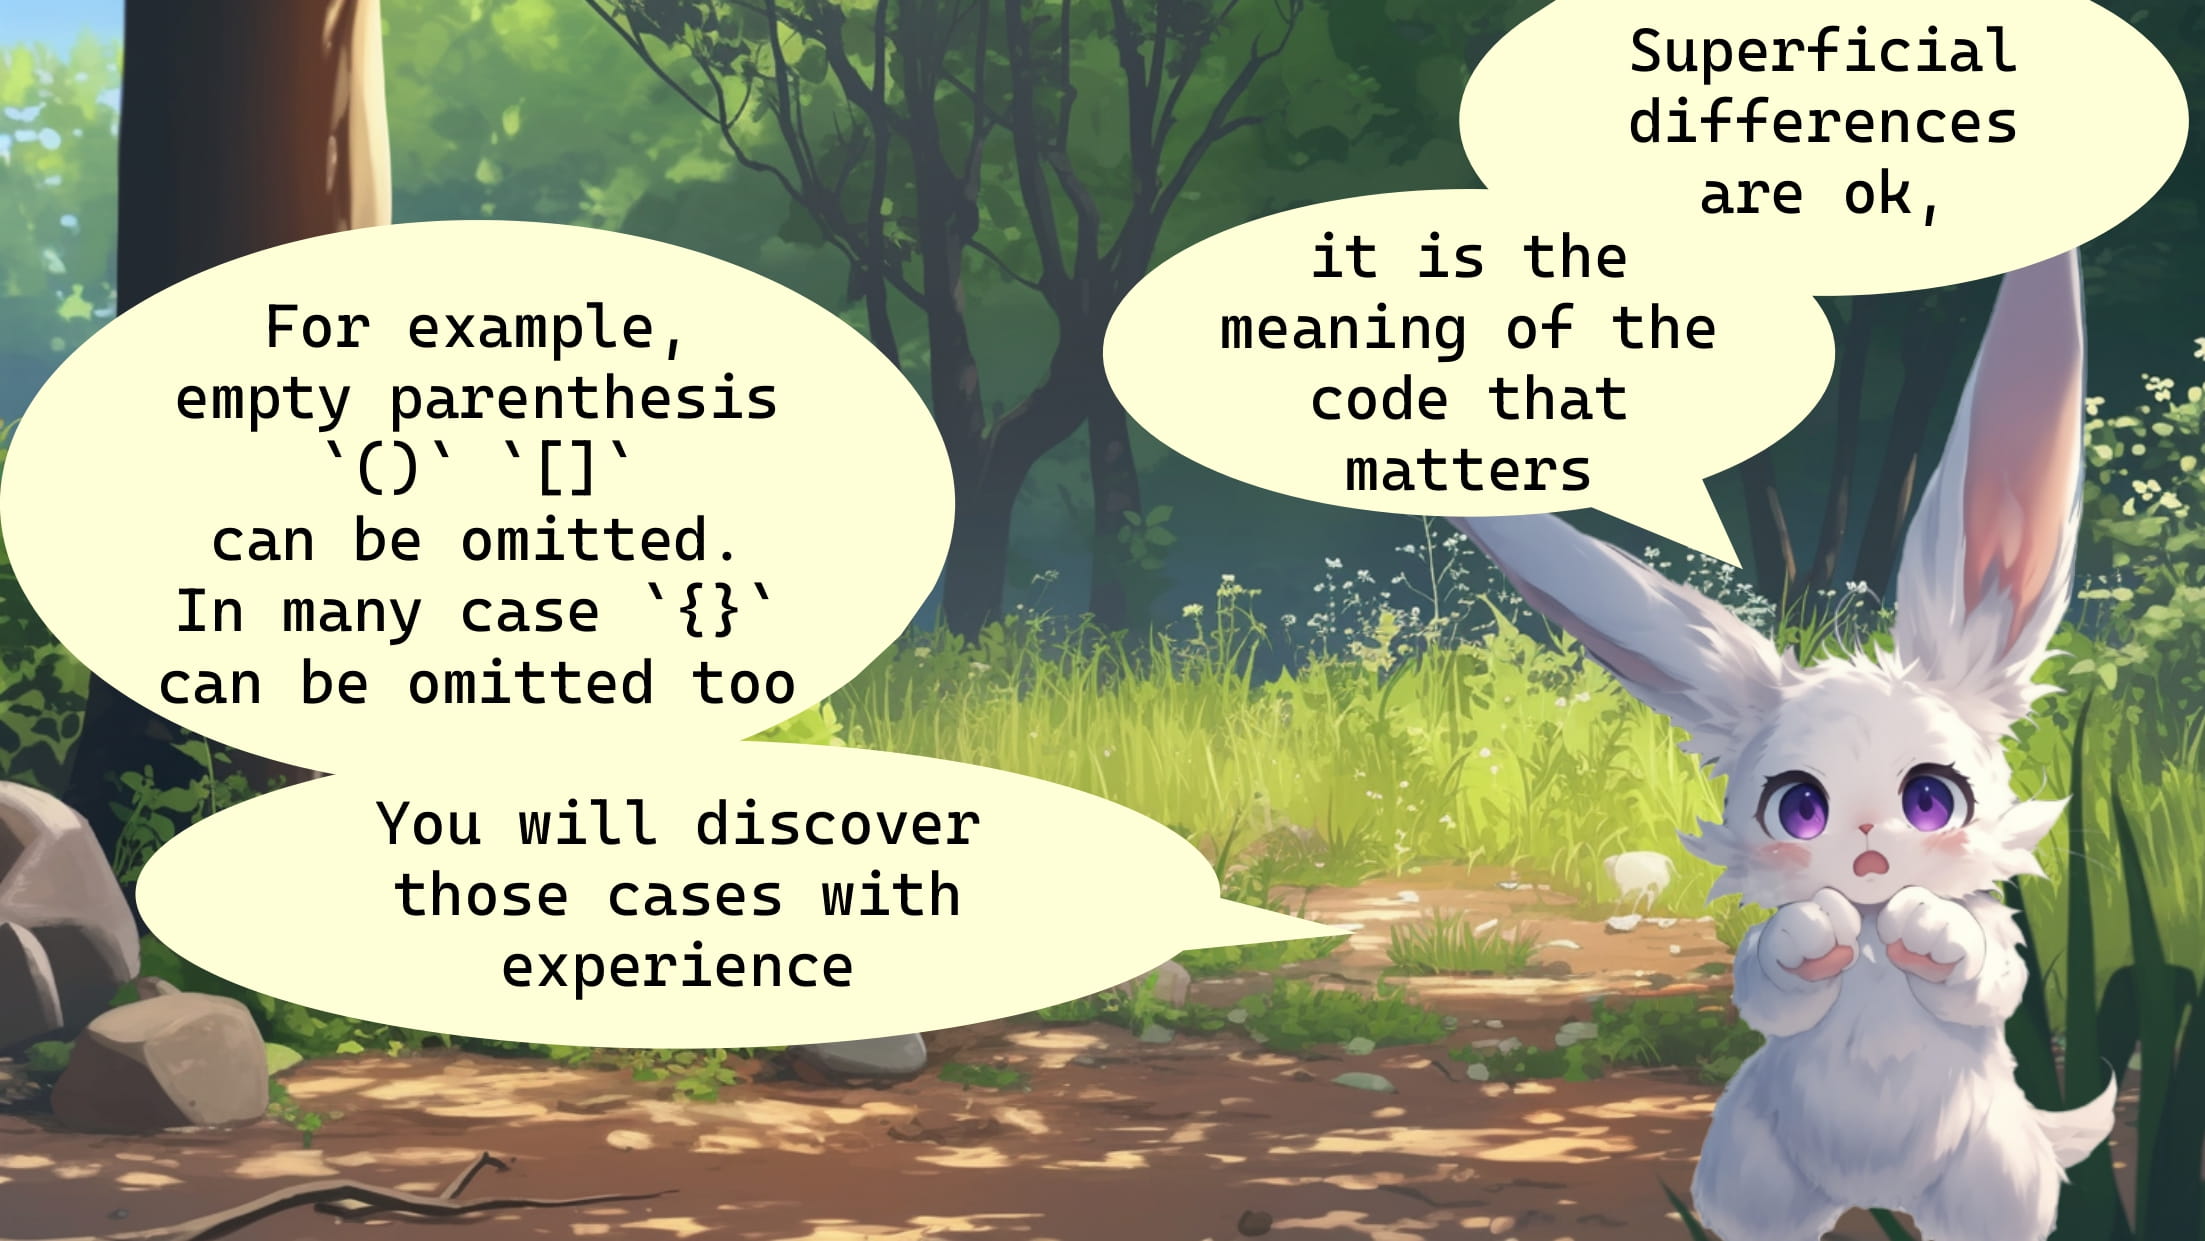 Superficial
differences
are ok,
it is the
meaning of the
code that
matters
For example,
empty parenthesis
`()` `[]`
can be omitted.
In many case `{}`
can be omitted too
You will discover
those cases with
experience